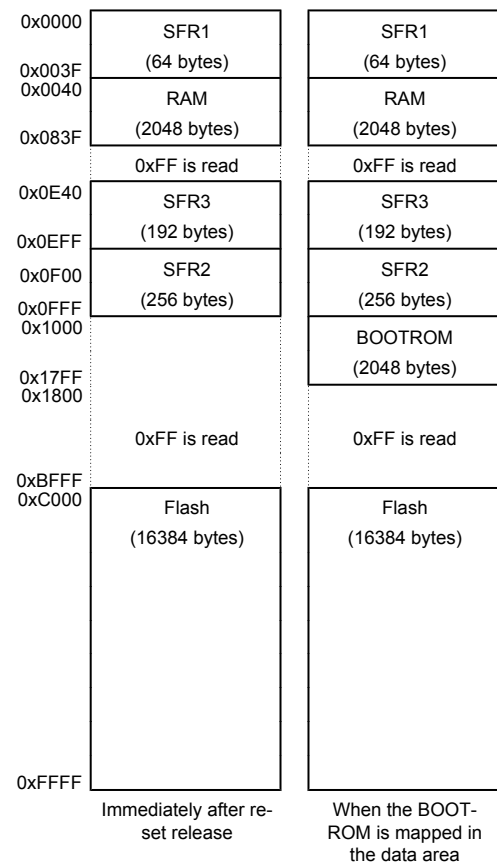 0x0000
SFR1
(64 bytes)
SFR1
(64 bytes)
0x003F
0x0040
RAM
(2048 bytes)
RAM
(2048 bytes)
0x083F
0xFF is read
0xFF is read
0x0E40
SFR3
(192 bytes)
SFR3
(192 bytes)
0x0EFF
0x0F00
SFR2
(256 bytes)
SFR2
(256 bytes)
0x0FFF
0x1000
BOOTROM
(2048 bytes)
0x17FF
0x1800
0xFF is read
0xFF is read
0xBFFF
0xC000
Flash
(16384 bytes)
Flash
(16384 bytes)
0xFFFF
Immediately after re-
set release
When the BOOT-
ROM is mapped in
the data area